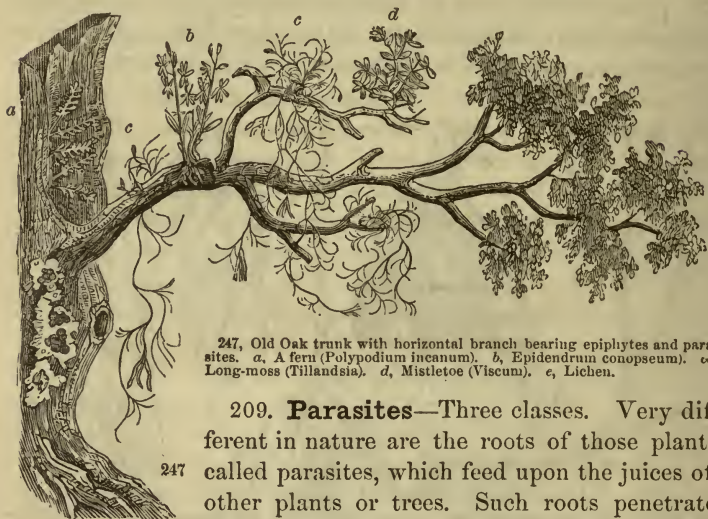 b
c
d
a
c
247, Old Oak trunk with horizontal branch bearing epiphytes and para
sites. a, A fern (Polypodium incanum). b, Epidendrum conopseum). c
Long-moss (Tillandsia). d, Mistletoe (Viscum). e, Lichen.
209. Parasites—Three classes. Very dif
ferent in nature are the roots of those plant
247 called parasites, which feed upon the juices of
other plants or trees. Such roots penetrate